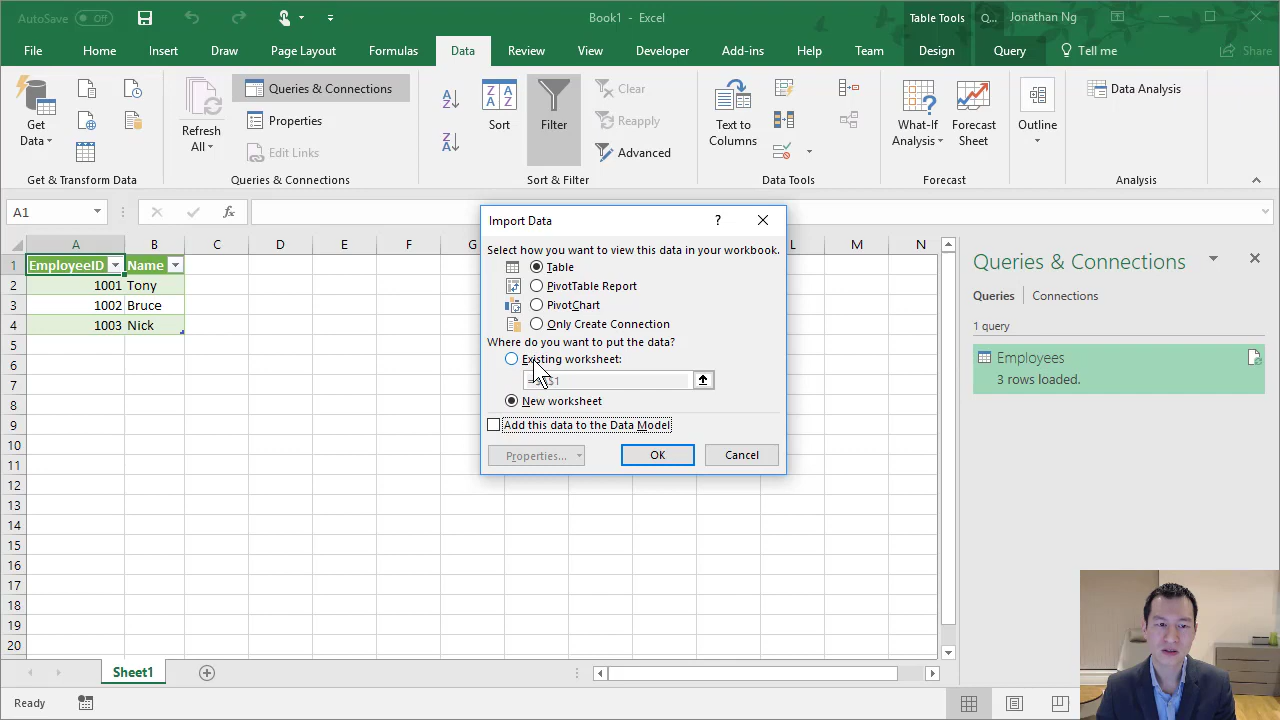 AutoSave Off Book1 - Excel Table Tools Q... Jonathan Ng
File Home Insert Draw Page Layout Formulas Data Review View Developer Add-ins Help Team Design Query Tell me Share
Get Data
Refresh All
Queries & Connections
Properties
Edit Links
Sort
Filter
Clear
Reapply
Advanced
Text to Columns
What-If Analysis
Forecast Sheet
Outline
Data Analysis
Get & Transform Data Queries & Connections Sort & Filter Data Tools Forecast Analysis
A1 fx
A B C D E F G L M N
1 EmployeeID Name
2 1001 Tony
3 1002 Bruce
4 1003 Nick
5
6
7
8
9
10
11
12
13
14
15
16
17
18
19
20
Import Data ?
Select how you want to view this data in your workbook.
Table
PivotTable Report
PivotChart
Only Create Connection
Where do you want to put the data?
Existing worksheet:
New worksheet
Add this data to the Data Model
Properties... OK Cancel
Queries & Connections
Queries Connections
1 query
Employees
3 rows loaded.
Sheet1
Ready